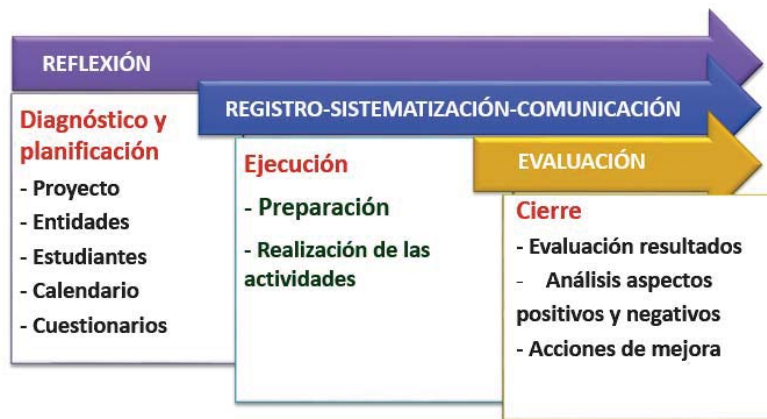 REFLEXIÓN
REGISTRO-SISTEMATIZACIÓN-COMUNICACIÓN
EVALUACIÓN
Diagnóstico y
planificación
- Proyecto
- Entidades
- Estudiantes
- Calendario
- Cuestionarios
Ejecución
- Preparación
- Realización de las
actividades
Cierre
- Evaluación resultados
- Análisis aspectos
positivos y negativos
- Acciones de mejora